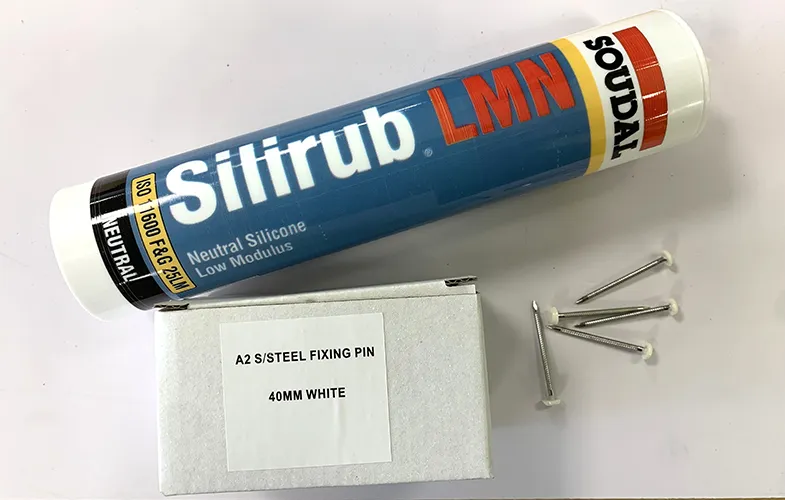 SOUDAL
Silirub® LMN
Neutral Silicone
Low Modulus
ISO 11600 F&G 25LM
NEUTRAL
A2 S/STEEL FIXING PIN
40MM WHITE